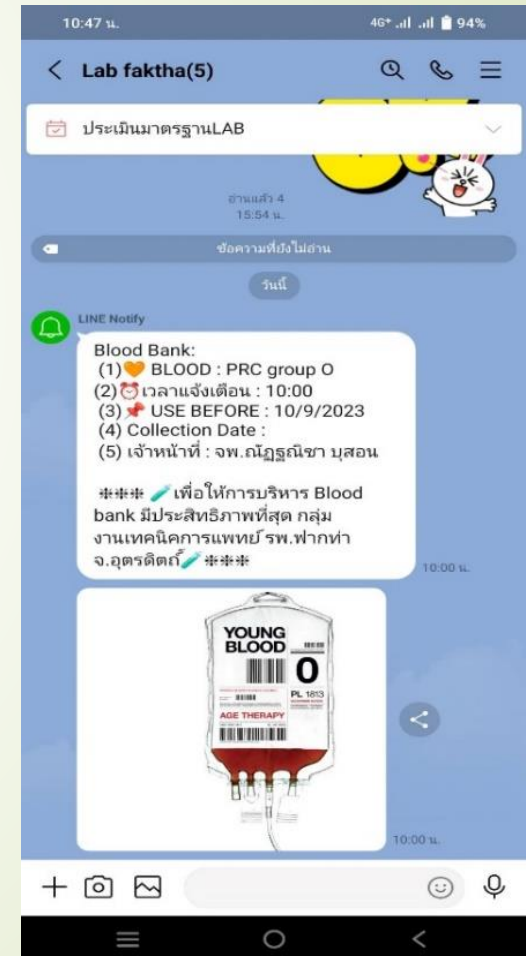 10:47 น.
4G+ 94%
Lab faktha(5)
ประเมินมาตรฐานLAB
อ่านแล้ว 4
15:54 น.
ข้อความที่ยังไม่อ่าน
วันนี้
LINE Notify
Blood Bank:
(1)🧡 BLOOD : PRC group O
(2)⏰เวลาแจ้งเตือน : 10:00
(3)📌 USE BEFORE : 10/9/2023
(4) Collection Date :
(5) เจ้าหน้าที่ : จพ.ณัฏฐณิชา บุสอน
⁜⁜⁜ 🧪เพื่อให้การบริหาร Blood
bank มีประสิทธิภาพที่สุด กลุ่ม
งานเทคนิคการแพทย์ รพ.ฟากท่า
จ.อุตรดิตถ์🧪⁜⁜⁜
10:00 น.
YOUNG
BLOOD
O
PL 1813
AGE THERAPY
10:00 น.